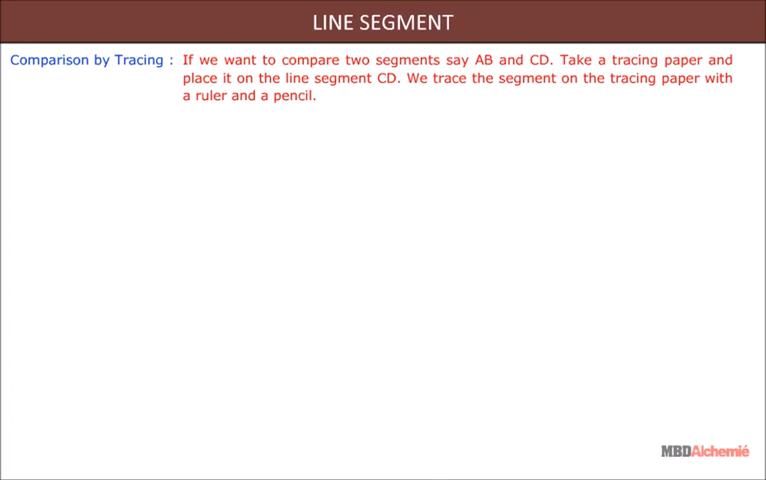 LINE SEGMENT
Comparison by Tracing : If we want to compare two segments say AB and CD. Take a tracing paper and
place it on the line segment CD. We trace the segment on the tracing paper with
a ruler and a pencil.
MBDAlchemié